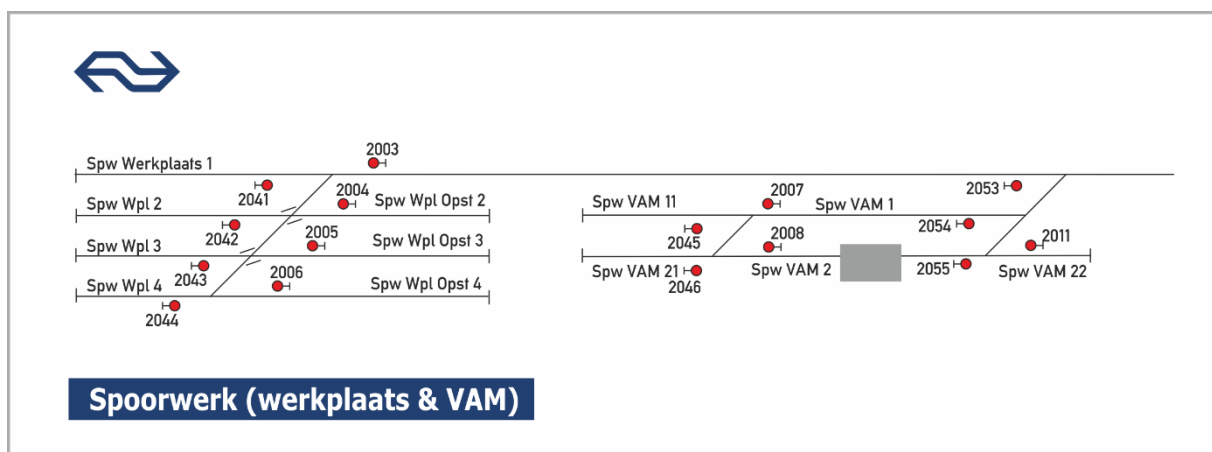 2003
Spw Werkplaats 1
2041
2004
2007
2053
Spw Wpl 2
Spw Wpl Opst 2
Spw VAM 11
Spw VAM 1
2042
2005
2045
2008
2054
2011
Spw Wpl 3
Spw Wpl Opst 3
2043
2006
Spw VAM 21
2046
Spw VAM 2
2055
Spw VAM 22
Spw Wpl 4
Spw Wpl Opst 4
2044
Spoorwerk (werkplaats & VAM)